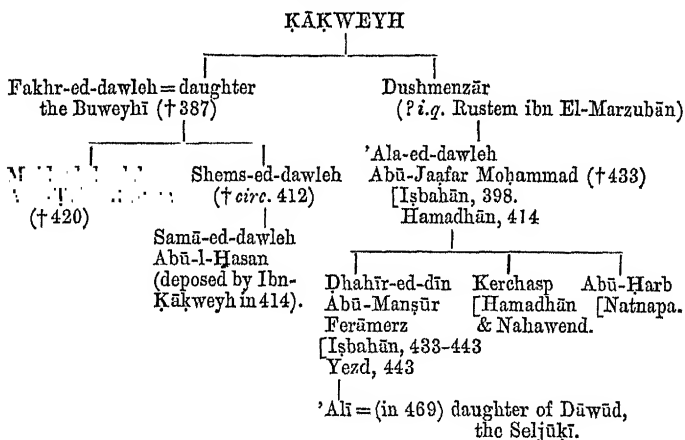 ḲĀḲWEYH
Fakhr-ed-dawleh = daughter
the Buweyhī († 387)
Dushmenzār
(? i.q. Rustem ibn El-Marzubān)
(† 420)
Shems-ed-dawleh
(† circ. 412)
Samā-ed-dawleh
Abū-l-Ḥasan
(deposed by Ibn-
Ḳāḳweyh in 414).
'Ala-ed-dawleh
Abū-Jaafar Moḥammad († 433)
[Iṣbahān, 398.
Hamadhān, 414
Ḍhahīr-ed-dīn
Abū-Manṣūr
Ferāmerz
[Iṣbahān, 433-443
Yezd, 443
Kerchasp
[Hamadhān
& Nahawend.
Abū-Ḥarb
[Natnapa.
'Alī = (in 469) daughter of Dāwūd,
the Seljūḳī.